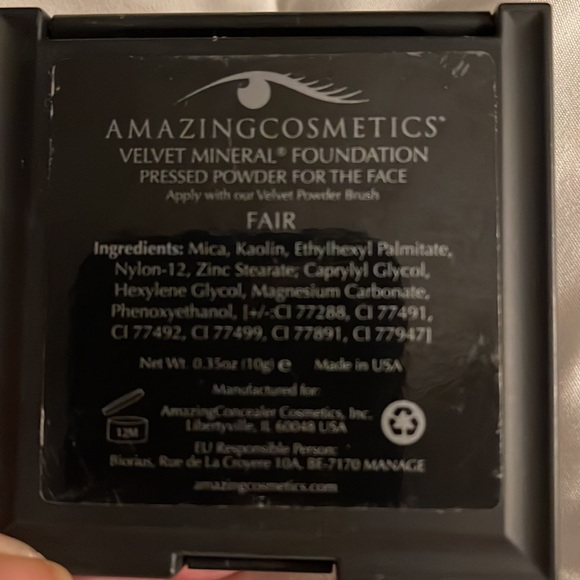 AMAZINGCOSMETICS®
VELVET MINERAL® FOUNDATION
PRESSED POWDER FOR THE FACE
Apply with our Velvet Powder Brush
FAIR
Ingredients: Mica, Kaolin, Ethylhexyl Palmitate,
Nylon-12, Zinc Stearate, Caprylyl Glycol,
Hexylene Glycol, Magnesium Carbonate,
Phenoxyethanol, [+/-:CI 77288, CI 77491,
CI 77492, CI 77499, CI 77891, CI 77947]
Net Wt. 0.35oz (10g) e Made in USA
Manufactured for:
AmazingConcealer Cosmetics, Inc.
Libertyville, IL 60048 USA
12M
EU Responsible Person:
Biorius, Rue de La Croyere 10A, BE-7170 MANAGE
amazingcosmetics.com